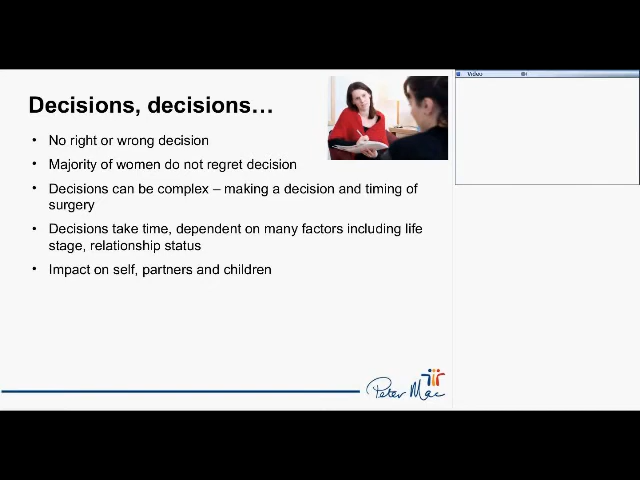 Video
Decisions, decisions…
• No right or wrong decision
• Majority of women do not regret decision
• Decisions can be complex – making a decision and timing of
surgery
• Decisions take time, dependent on many factors including life
stage, relationship status
• Impact on self, partners and children
Peter Mac